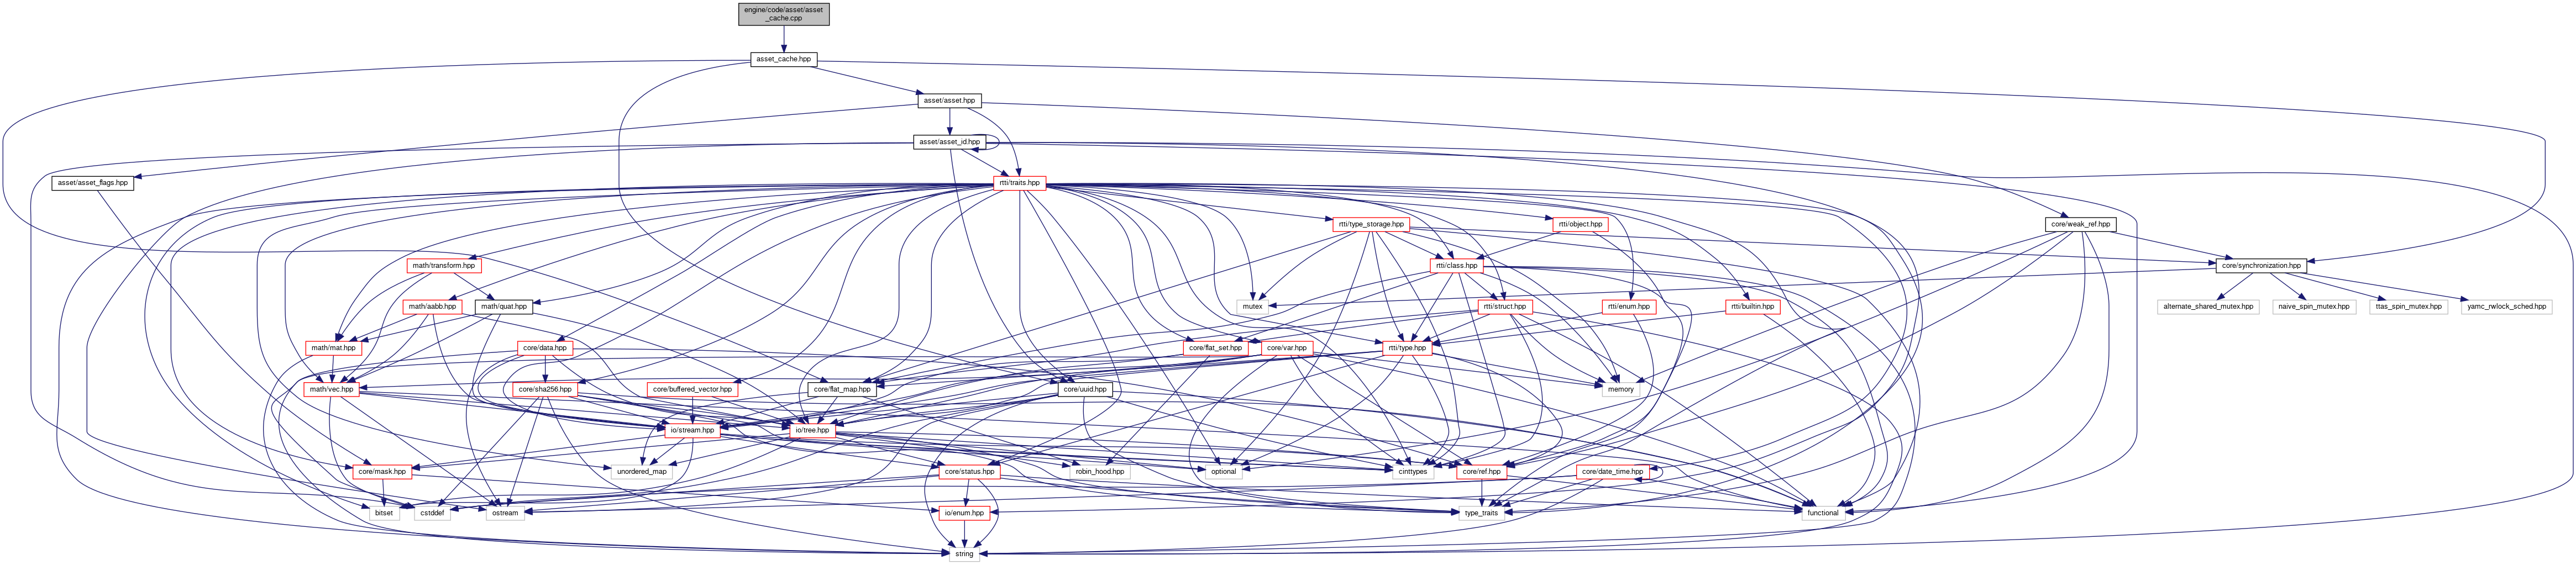 engine/code/asset/asset
_cache.cpp
asset_cache.hpp
asset/asset.hpp
asset/asset_id.hpp
asset/asset_flags.hpp
rtti/traits.hpp
rtti/type_storage.hpp
rtti/object.hpp
core/weak_ref.hpp
math/transform.hpp
rtti/class.hpp
core/synchronization.hpp
math/aabb.hpp
math/quat.hpp
mutex
rtti/struct.hpp
rtti/enum.hpp
rtti/builtin.hpp
alternate_shared_mutex.hpp
naive_spin_mutex.hpp
ttas_spin_mutex.hpp
yamc_rwlock_sched.hpp
math/mat.hpp
core/data.hpp
core/flat_set.hpp
core/var.hpp
rtti/type.hpp
math/vec.hpp
core/sha256.hpp
core/buffered_vector.hpp
core/flat_map.hpp
core/uuid.hpp
memory
io/stream.hpp
io/tree.hpp
core/mask.hpp
unordered_map
core/status.hpp
robin_hood.hpp
optional
cinttypes
core/ref.hpp
core/date_time.hpp
bitset
cstddef
ostream
io/enum.hpp
type_traits
functional
string